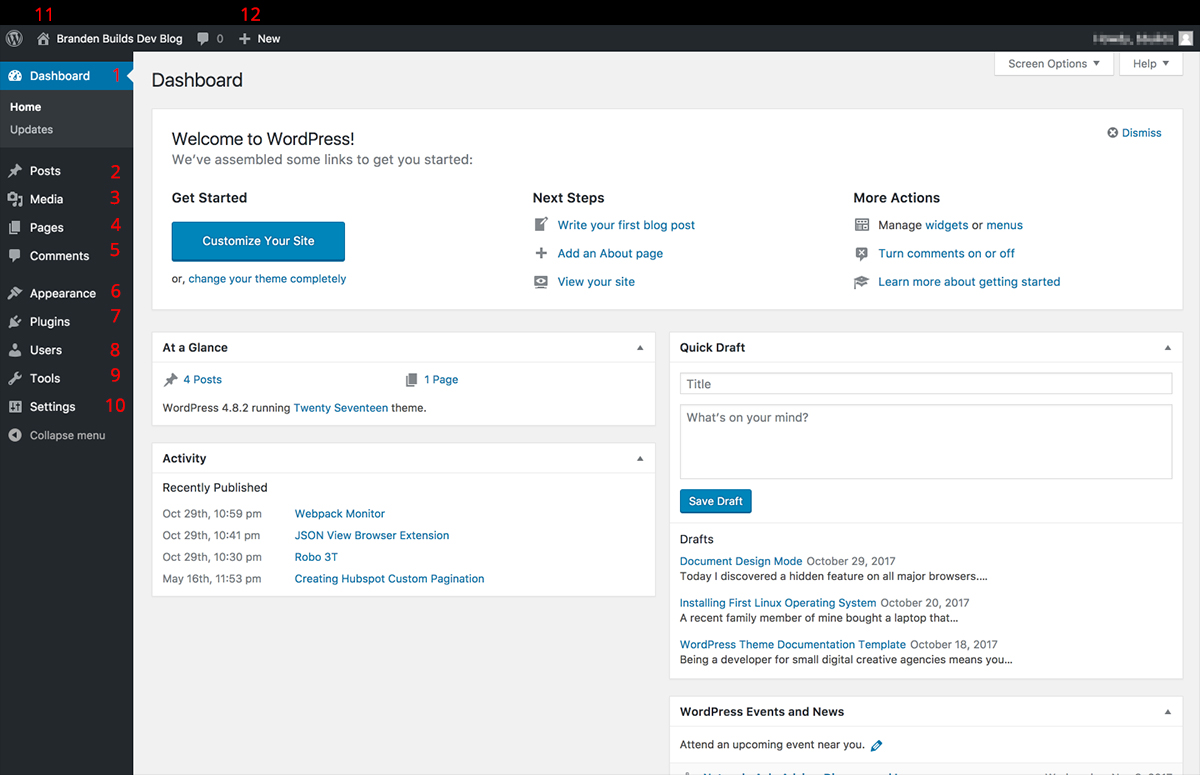 11 12
Branden Builds Dev Blog 0 New
Dashboard 1
Home
Updates
Posts 2
Media 3
Pages 4
Comments 5
Appearance 6
Plugins 7
Users 8
Tools 9
Settings 10
Collapse menu
Screen Options Help
Dashboard
Welcome to WordPress!
Dismiss
We've assembled some links to get you started:
Get Started
Customize Your Site
or, change your theme completely
Next Steps
Write your first blog post
Add an About page
View your site
More Actions
Manage widgets or menus
Turn comments on or off
Learn more about getting started
At a Glance
4 Posts 1 Page
WordPress 4.8.2 running Twenty Seventeen theme.
Activity
Recently Published
Oct 29th, 10:59 pm Webpack Monitor
Oct 29th, 10:41 pm JSON View Browser Extension
Oct 29th, 10:30 pm Robo 3T
May 16th, 11:53 pm Creating Hubspot Custom Pagination
Quick Draft
Title
What's on your mind?
Save Draft
Drafts
Document Design Mode October 29, 2017
Today I discovered a hidden feature on all major browsers.…
Installing First Linux Operating System October 20, 2017
A recent family member of mine bought a laptop that…
WordPress Theme Documentation Template October 18, 2017
Being a developer for small digital creative agencies means you…
WordPress Events and News
Attend an upcoming event near you.